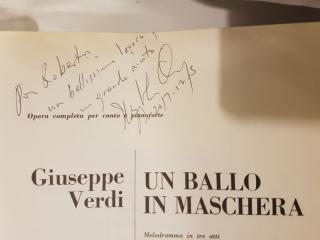 Per Roberto
un bellissimo lavoro!
un grande
Opera completa per canto e pianoforte
Giuseppe
Verdi
UN BALLO
IN MASCHERA
Melodramma in tre atti